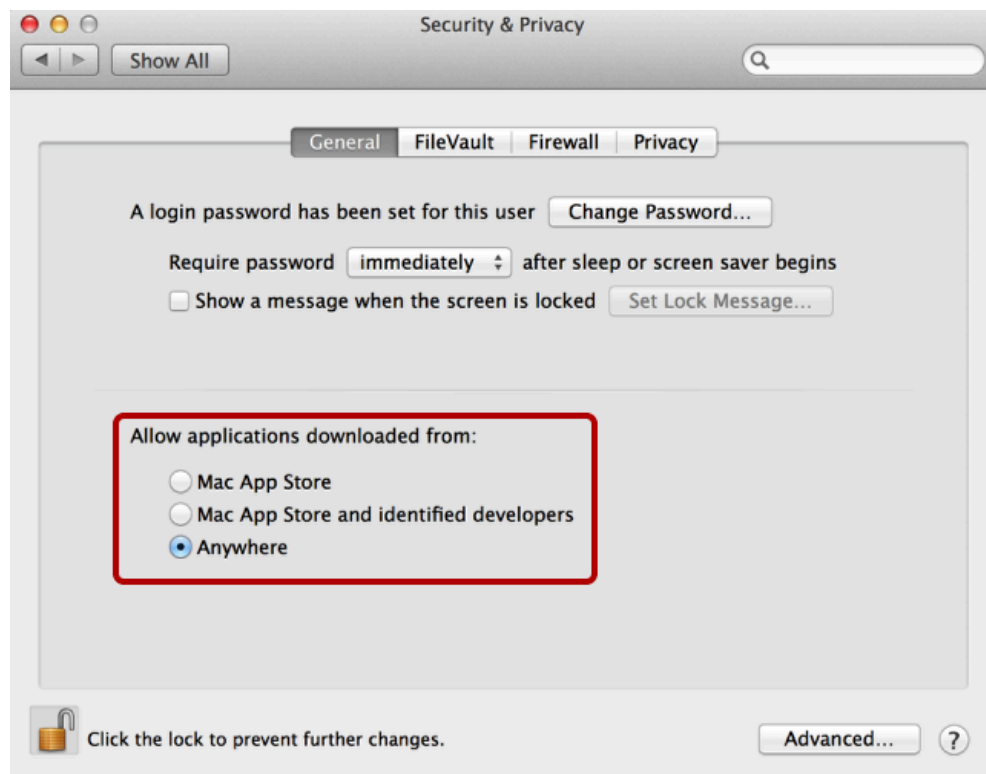 Security & Privacy
Show All
General FileVault Firewall Privacy
A login password has been set for this user Change Password...
Require password immediately after sleep or screen saver begins
Show a message when the screen is locked Set Lock Message...
Allow applications downloaded from:
Mac App Store
Mac App Store and identified developers
Anywhere
Click the lock to prevent further changes. Advanced... ?